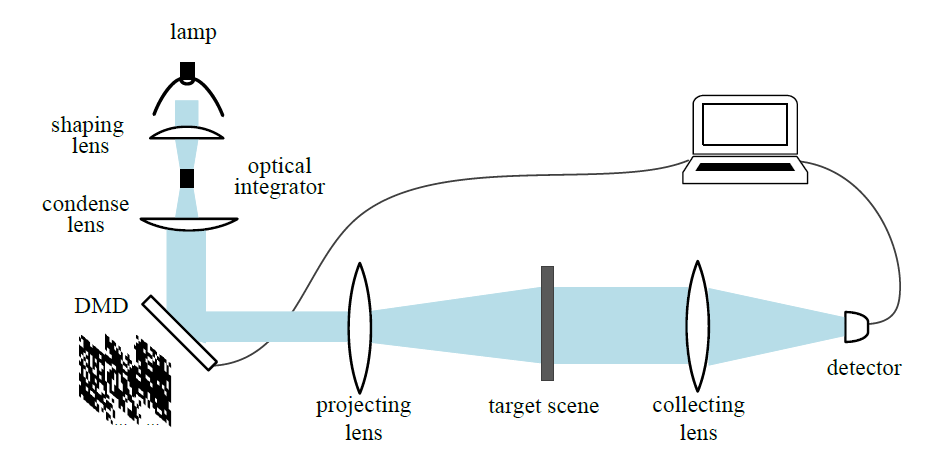 lamp
shaping
lens
optical
integrator
condense
lens
DMD
... ...
projecting
lens
target scene
collecting
lens
detector